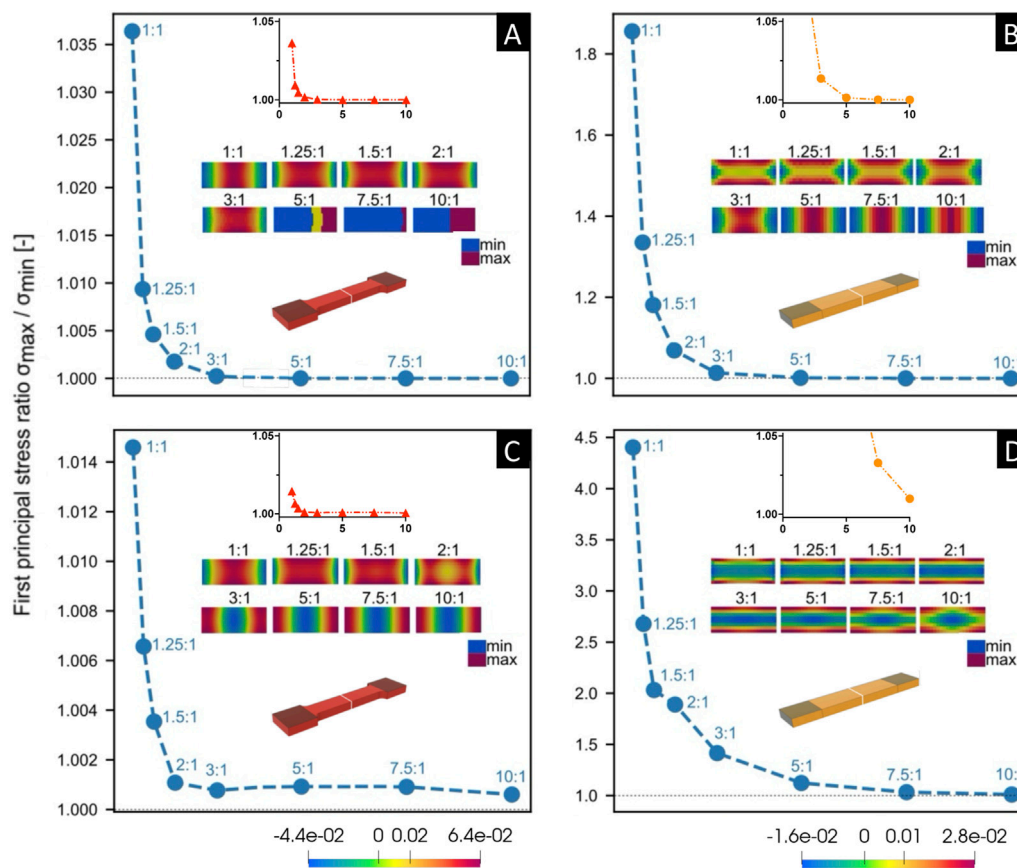 First principal stress ratio σmax / σmin [-]
A
1.035
1.030
1.025
1.020
1.015
1.010
1.005
1.000
1:1
1.25:1
1.5:1
2:1
3:1
5:1
7.5:1
10:1
1.05
1.00
5
10
1:1 1.25:1 1.5:1 2:1
3:1 5:1 7.5:1 10:1
min
max
B
1.8
1.6
1.4
1.2
1.0
1:1
1.25:1
1.5:1
2:1
3:1
5:1
7.5:1
10:1
1.05
1.00
0 5 10
1:1 1.25:1 1.5:1 2:1
3:1 5:1 7.5:1 10:1
min
max
C
1.014
1.012
1.010
1.008
1.006
1.004
1.002
1.000
1:1
1.25:1
1.5:1
2:1
3:1
5:1
7.5:1
10:1
1.05
1.00
0 5 10
1:1 1.25:1 1.5:1 2:1
3:1 5:1 7.5:1 10:1
min
max
-4.4e-02 0 0.02 6.4e-02
D
4.5
4.0
3.5
3.0
2.5
2.0
1.5
1.0
1:1
1.25:1
1.5:1
2:1
3:1
5:1
7.5:1
10:
1.05
1.00
0 5 10
1:1 1.25:1 1.5:1 2:1
3:1 5:1 7.5:1 10:1
min
max
-1.6e-02 0 0.01 2.8e-02